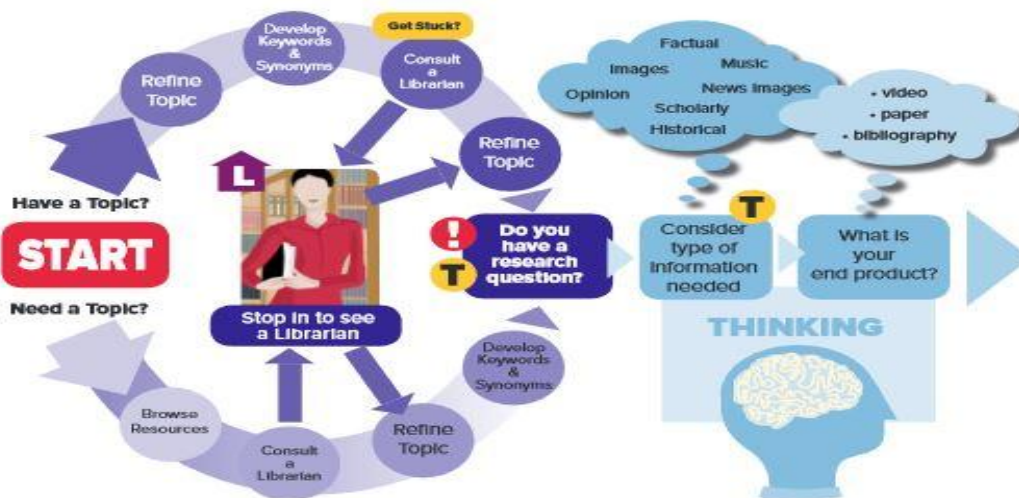 Have a Topic?
START
Need a Topic?
Refine
Topic
Develop
Keywords
&
Synonyms
Get Stuck?
Consult
a
Librarian
Refine
Topic
L
Stop in to see
a Librarian
Browse
Resources
Consult
a
Librarian
Refine
Topic
Develop
Keywords
&
Synonyms
!
T
Do you
have a
research
question?
T
Consider
type of
information
needed
Factual
Images
Music
Opinion
News Images
Scholarly
Historical
What is
your
end product?
• video
• paper
• bibliography
THINKING